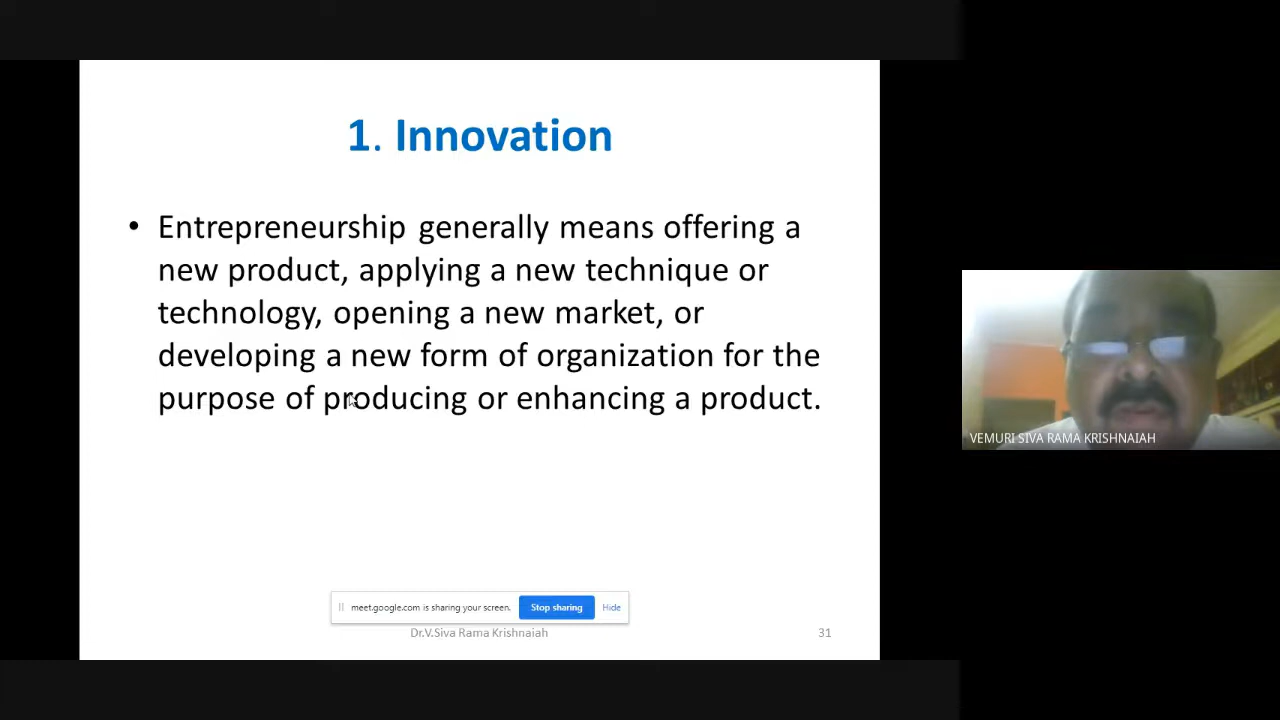 1. Innovation
• Entrepreneurship generally means offering a
new product, applying a new technique or
technology, opening a new market, or
developing a new form of organization for the
purpose of producing or enhancing a product.
meet.google.com is sharing your screen. Stop sharing Hide
Dr.V.Siva Rama Krishnaiah 31
VEMURI SIVA RAMA KRISHNAIAH